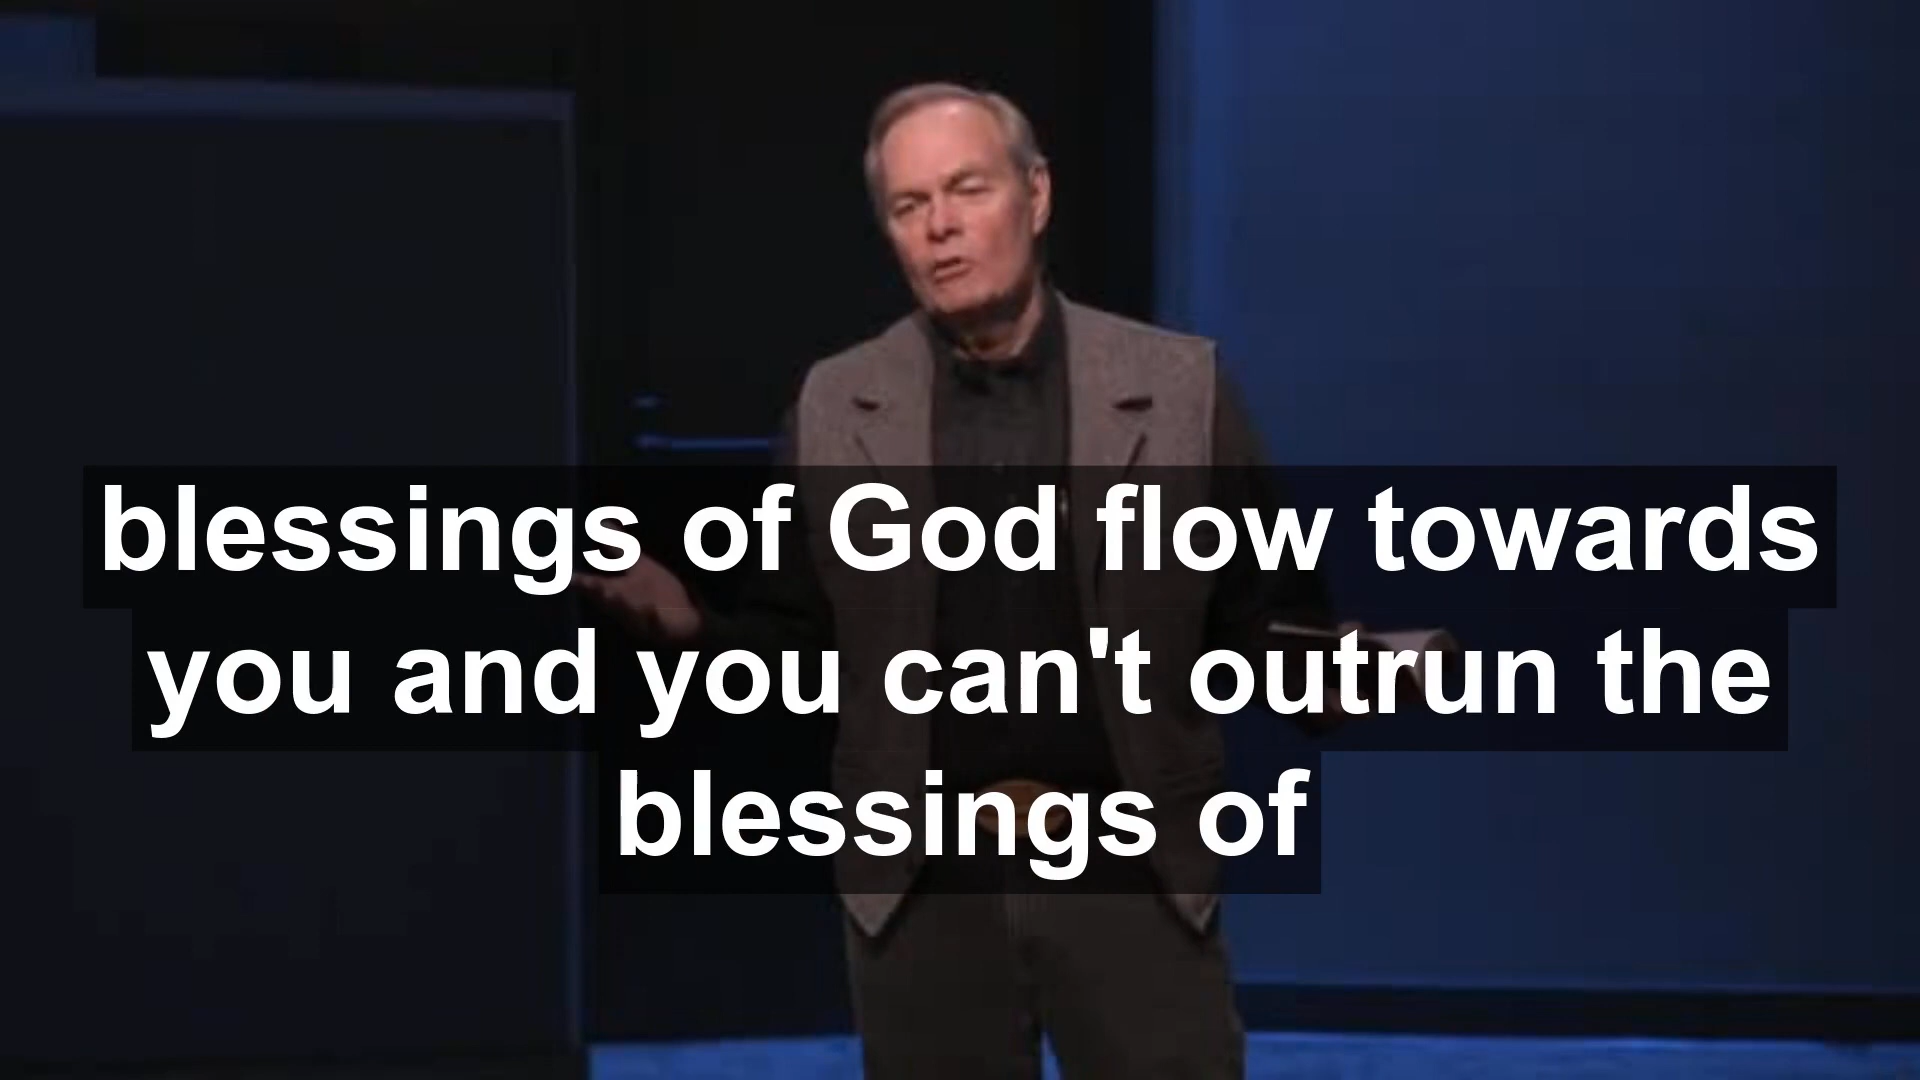 blessings of God flow towards
you and you can't outrun the
blessings of